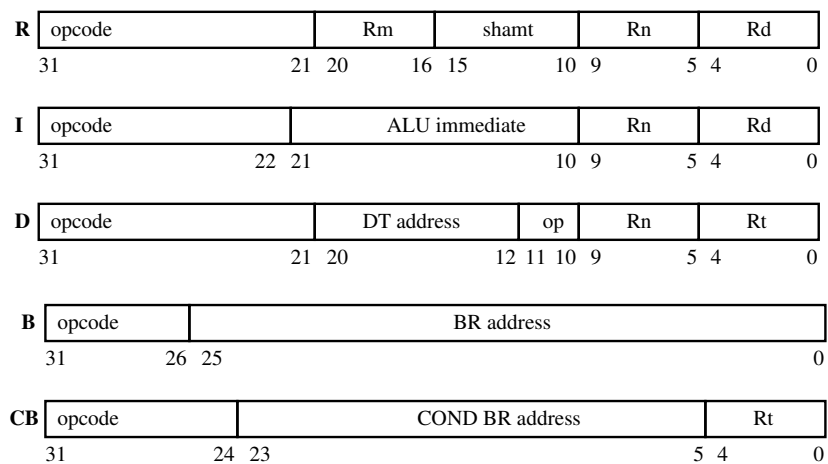 R opcode Rm shamt Rn Rd
31 21 20 16 15 10 9 5 4 0
I opcode ALU immediate Rn Rd
31 22 21 10 9 5 4 0
D opcode DT address op Rn Rt
31 21 20 12 11 10 9 5 4 0
B opcode BR address
31 26 25 0
CB opcode COND BR address Rt
31 24 23 5 4 0